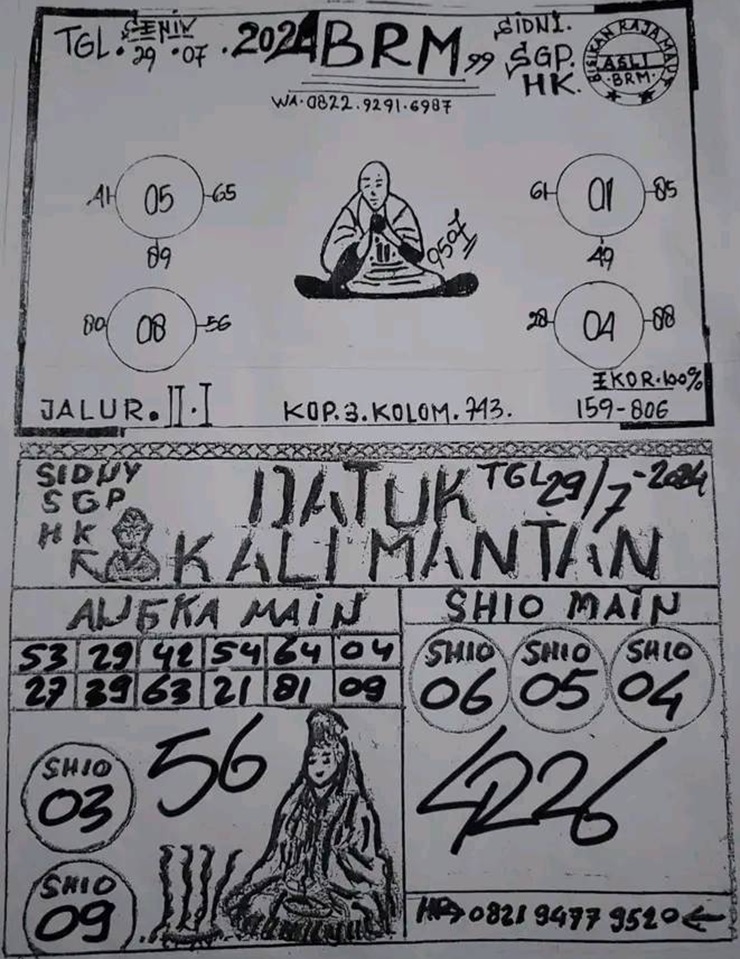 TGL. SENIN 29.07.2024 BRM 99
SIDNI.
SGP.
HK.
BISIKAN RAJA MAUT
ASLI
BRM
WA.0822.9291.6987
41 05 65
89
61 01 85
49
9507
80 08 56
28 04 88
EKOR.100%
JALUR.II.I
KOP.3.KOLOM.743.
159-806
SIDNY
SGP
HK
DATUK
TGL 29/7-2024
KALIMANTAN
ANGKA MAIN
SHIO MAIN
53 29 42 54 64 04
27 39 63 21 81 09
SHIO
06
SHIO
05
SHIO
04
SHIO
03
56
4226
SHIO
09
HP→ 0821 9477 9520 ←